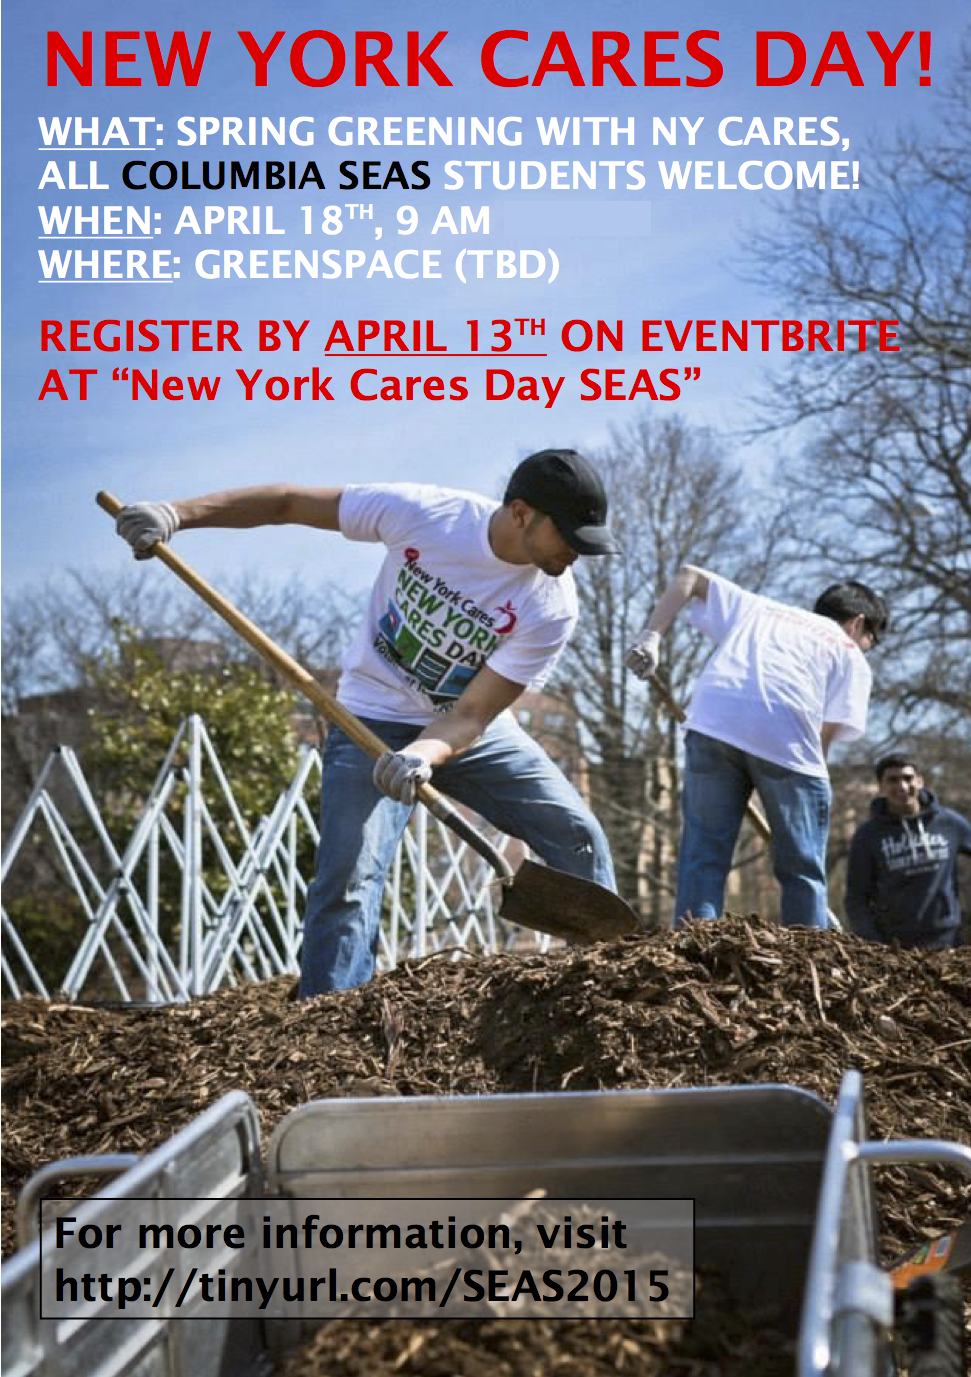 NEW YORK CARES DAY!
WHAT: SPRING GREENING WITH NY CARES,
ALL COLUMBIA SEAS STUDENTS WELCOME!
WHEN: APRIL 18TH, 9 AM
WHERE: GREENSPACE (TBD)
REGISTER BY APRIL 13TH ON EVENTBRITE
AT “New York Cares Day SEAS”
New York Cares
NEW YORK
CARES DAY
For more information, visit
http://tinyurl.com/SEAS2015